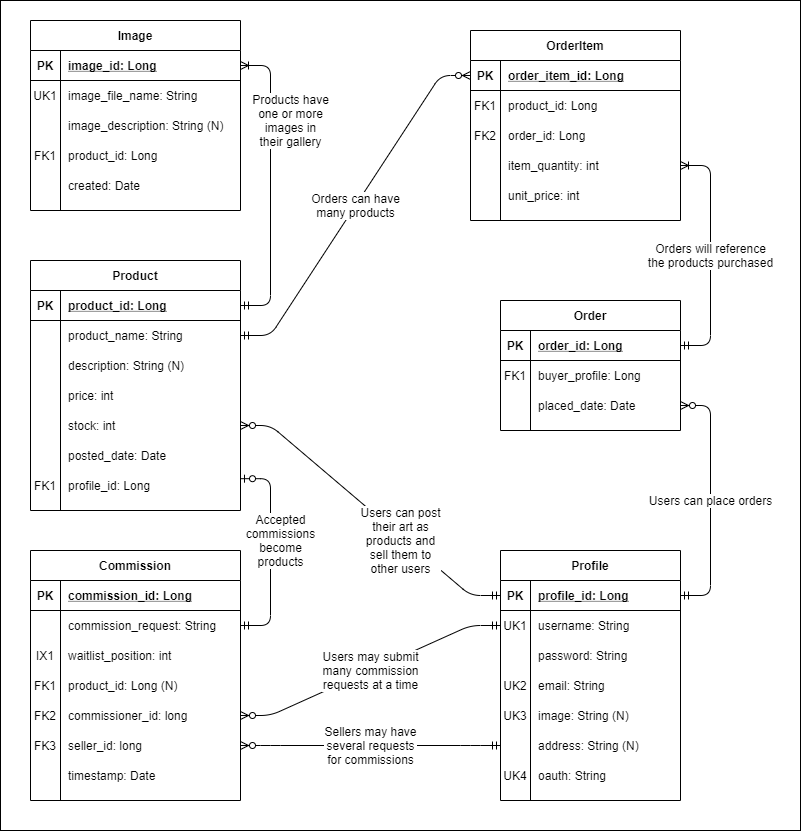 Image
PK image_id: Long
UK1 image_file_name: String
image_description: String (N)
FK1 product_id: Long
created: Date
Products have
one or more
images in
their gallery
OrderItem
PK order_item_id: Long
FK1 product_id: Long
FK2 order_id: Long
item_quantity: int
unit_price: int
Orders can have
many products
Orders will reference
the products purchased
Product
PK product_id: Long
product_name: String
description: String (N)
price: int
stock: int
posted_date: Date
FK1 profile_id: Long
Order
PK order_id: Long
FK1 buyer_profile: Long
placed_date: Date
Users can place orders
Accepted
commissions
become
products
Users can post
their art as
products and
sell them to
other users
Commission
PK commission_id: Long
commission_request: String
IX1 waitlist_position: int
FK1 product_id: Long (N)
FK2 commissioner_id: long
FK3 seller_id: long
timestamp: Date
Users may submit
many commission
requests at a time
Sellers may have
several requests
for commissions
Profile
PK profile_id: Long
UK1 username: String
password: String
UK2 email: String
UK3 image: String (N)
address: String (N)
UK4 oauth: String